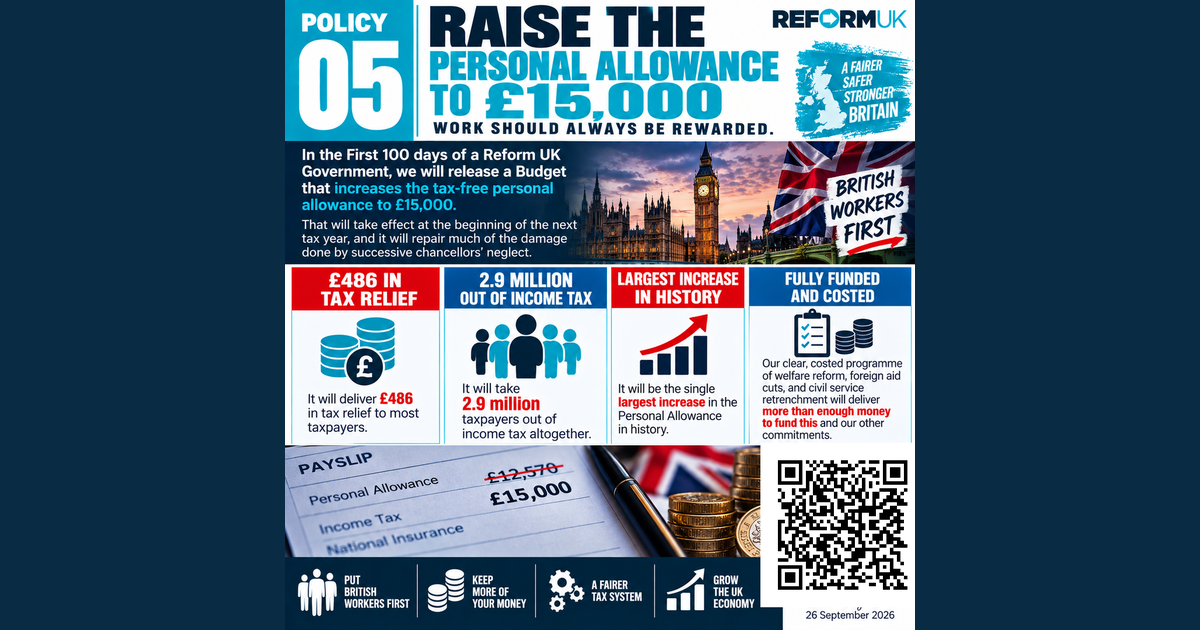 POLICY
05
RAISE THE
PERSONAL ALLOWANCE
TO £15,000
WORK SHOULD ALWAYS BE REWARDED.
REFORM UK
A FAIRER
SAFER
STRONGER
BRITAIN
In the First 100 days of a Reform UK
Government, we will release a Budget
that increases the tax-free personal
allowance to £15,000.
That will take effect at the beginning of the next
tax year, and it will repair much of the damage
done by successive chancellors’ neglect.
BRITISH
WORKERS
FIRST
£486 IN
TAX RELIEF
It will deliver £486
in tax relief to most
taxpayers.
2.9 MILLION
OUT OF INCOME TAX
It will take
2.9 million
taxpayers out of
income tax altogether.
LARGEST INCREASE
IN HISTORY
It will be the single
largest increase in the
Personal Allowance
in history.
FULLY FUNDED
AND COSTED
Our clear, costed programme
of welfare reform, foreign aid
cuts, and civil service
retrenchment will deliver
more than enough money
to fund this and our other
commitments.
PAYSLIP
Personal Allowance £12,570
£15,000
Income Tax
National Insurance
PUT
BRITISH
WORKERS FIRST
KEEP
MORE OF
YOUR MONEY
A FAIRER
TAX SYSTEM
GROW
THE UK
ECONOMY
26 September 2026